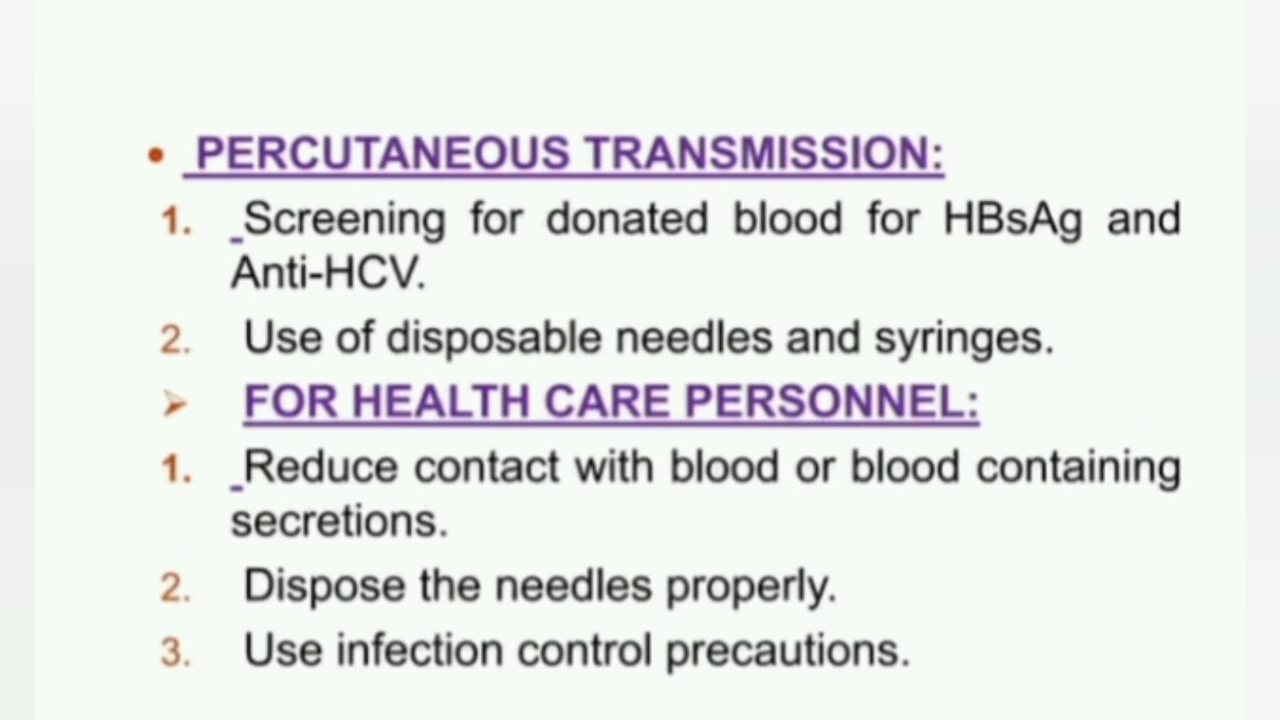 • PERCUTANEOUS TRANSMISSION:
1. Screening for donated blood for HBsAg and
Anti-HCV.
2. Use of disposable needles and syringes.
➢ FOR HEALTH CARE PERSONNEL:
1. Reduce contact with blood or blood containing
secretions.
2. Dispose the needles properly.
3. Use infection control precautions.